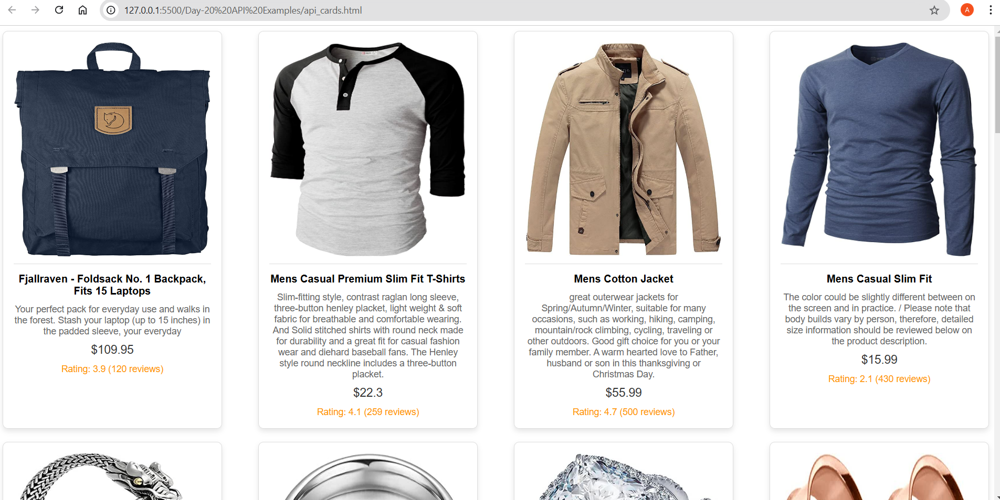 127.0.0.1:5500/Day-20%20API%20Examples/api_cards.html
A
Fjallraven - Foldsack No. 1 Backpack,
Fits 15 Laptops
Your perfect pack for everyday use and walks in
the forest. Stash your laptop (up to 15 inches) in
the padded sleeve, your everyday
$109.95
Rating: 3.9 (120 reviews)
Mens Casual Premium Slim Fit T-Shirts
Slim-fitting style, contrast raglan long sleeve,
three-button henley placket, light weight & soft
fabric for breathable and comfortable wearing.
And Solid stitched shirts with round neck made
for durability and a great fit for casual fashion
wear and diehard baseball fans. The Henley
style round neckline includes a three-button
placket.
$22.3
Rating: 4.1 (259 reviews)
Mens Cotton Jacket
great outerwear jackets for
Spring/Autumn/Winter, suitable for many
occasions, such as working, hiking, camping,
mountain/rock climbing, cycling, traveling or
other outdoors. Good gift choice for you or your
family member. A warm hearted love to Father,
husband or son in this thanksgiving or
Christmas Day.
$55.99
Rating: 4.7 (500 reviews)
Mens Casual Slim Fit
The color could be slightly different between on
the screen and in practice. / Please note that
body builds vary by person, therefore, detailed
size information should be reviewed below on
the product description.
$15.99
Rating: 2.1 (430 reviews)